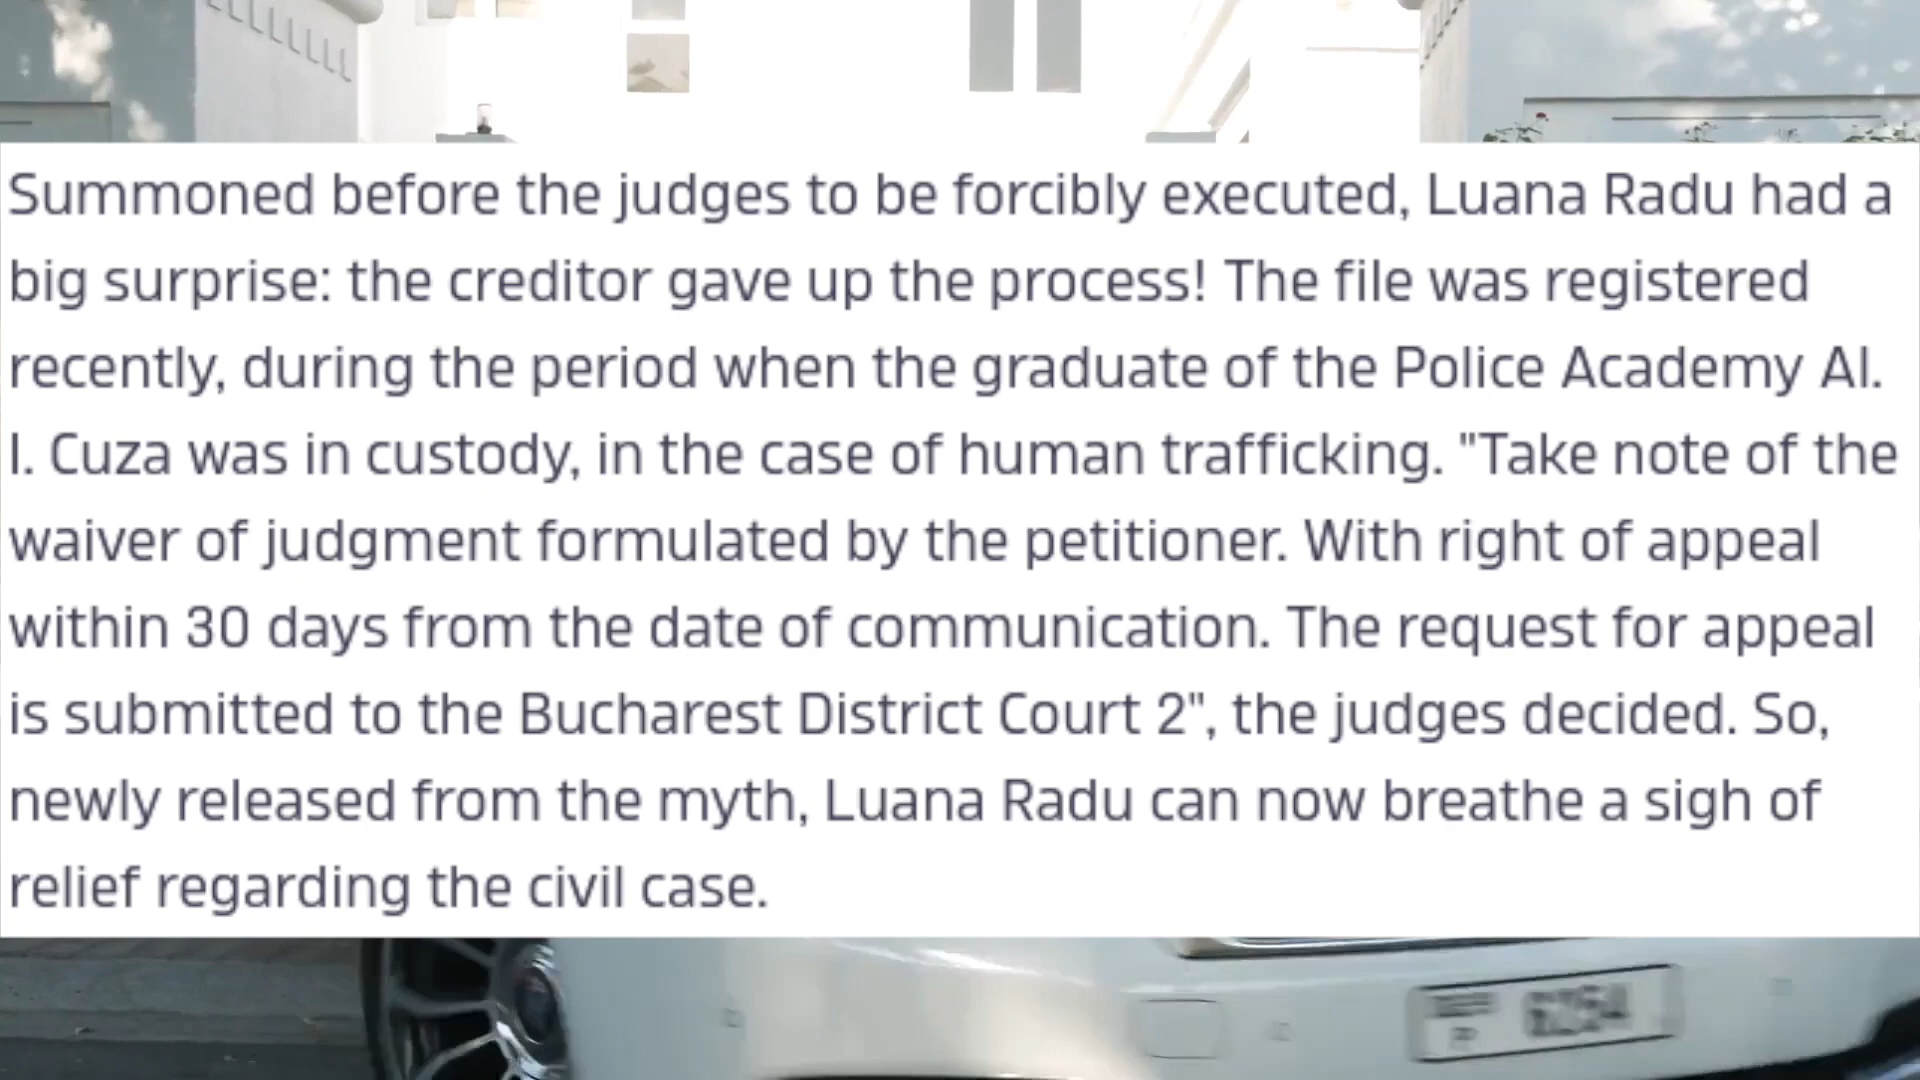 Summoned before the judges to be forcibly executed, Luana Radu had a
big surprise: the creditor gave up the process! The file was registered
recently, during the period when the graduate of the Police Academy Al.
I. Cuza was in custody, in the case of human trafficking. "Take note of the
waiver of judgment formulated by the petitioner. With right of appeal
within 30 days from the date of communication. The request for appeal
is submitted to the Bucharest District Court 2", the judges decided. So,
newly released from the myth, Luana Radu can now breathe a sigh of
relief regarding the civil case.